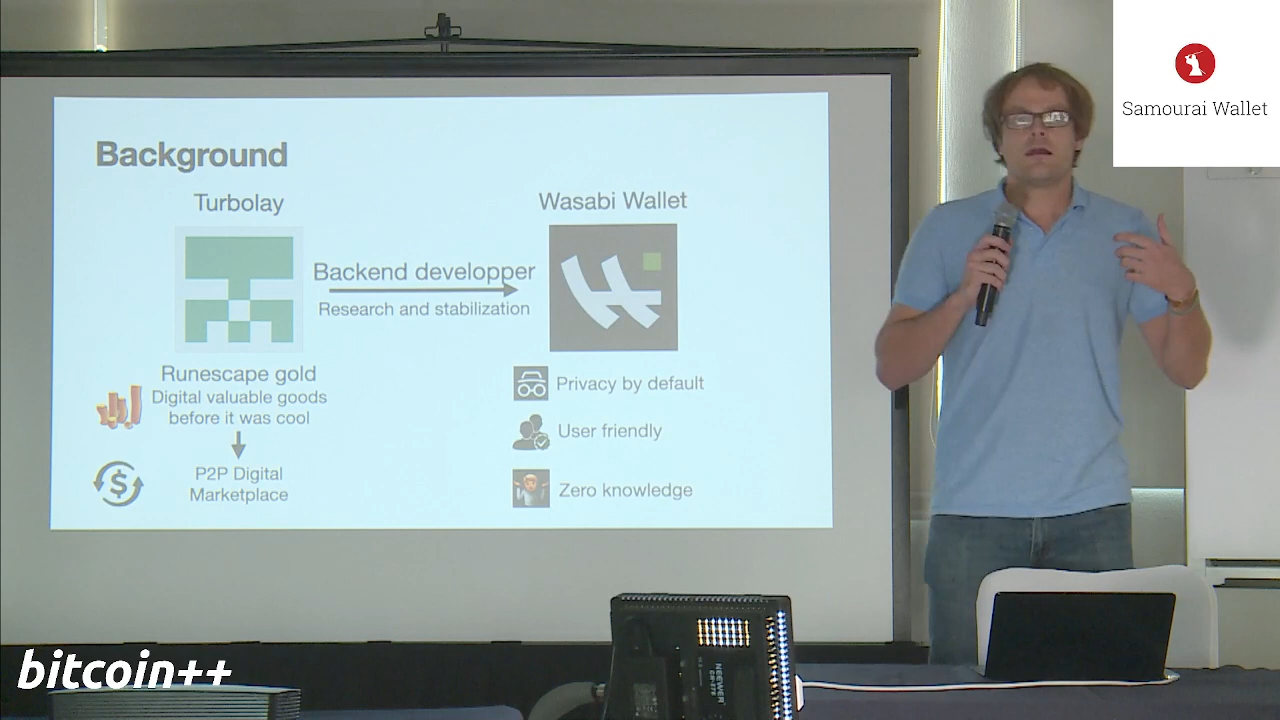 Samourai Wallet
Background
Turbolay
Wasabi Wallet
Backend developper
Research and stabilization
Runescape gold
Digital valuable goods
before it was cool
P2P Digital
Marketplace
Privacy by default
User friendly
Zero knowledge
NEEWER
bitcoin++